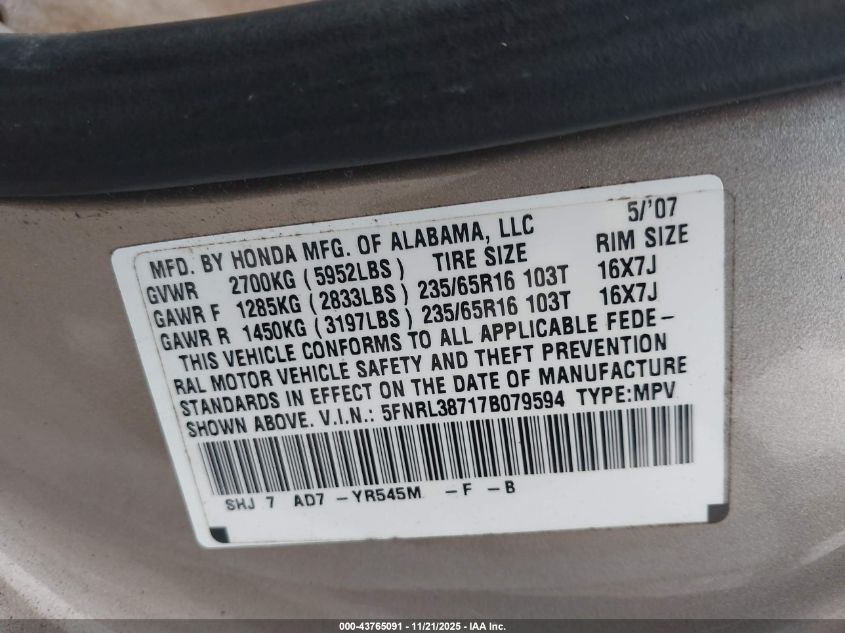 5/'07
MFD. BY HONDA MFG. OF ALABAMA, LLC
TIRE SIZE RIM SIZE
GVWR 2700KG (5952LBS)
GAWR F 1285KG (2833LBS) 235/65R16 103T 16X7J
GAWR R 1450KG (3197LBS) 235/65R16 103T 16X7J
THIS VEHICLE CONFORMS TO ALL APPLICABLE FEDE-
RAL MOTOR VEHICLE SAFETY AND THEFT PREVENTION
STANDARDS IN EFFECT ON THE DATE OF MANUFACTURE
SHOWN ABOVE. V.I.N.: 5FNRL38717B079594 TYPE:MPV
SHJ 7 AD7 -YR545M -F -B
000-43765091 - 11/21/2025 - IAA Inc.